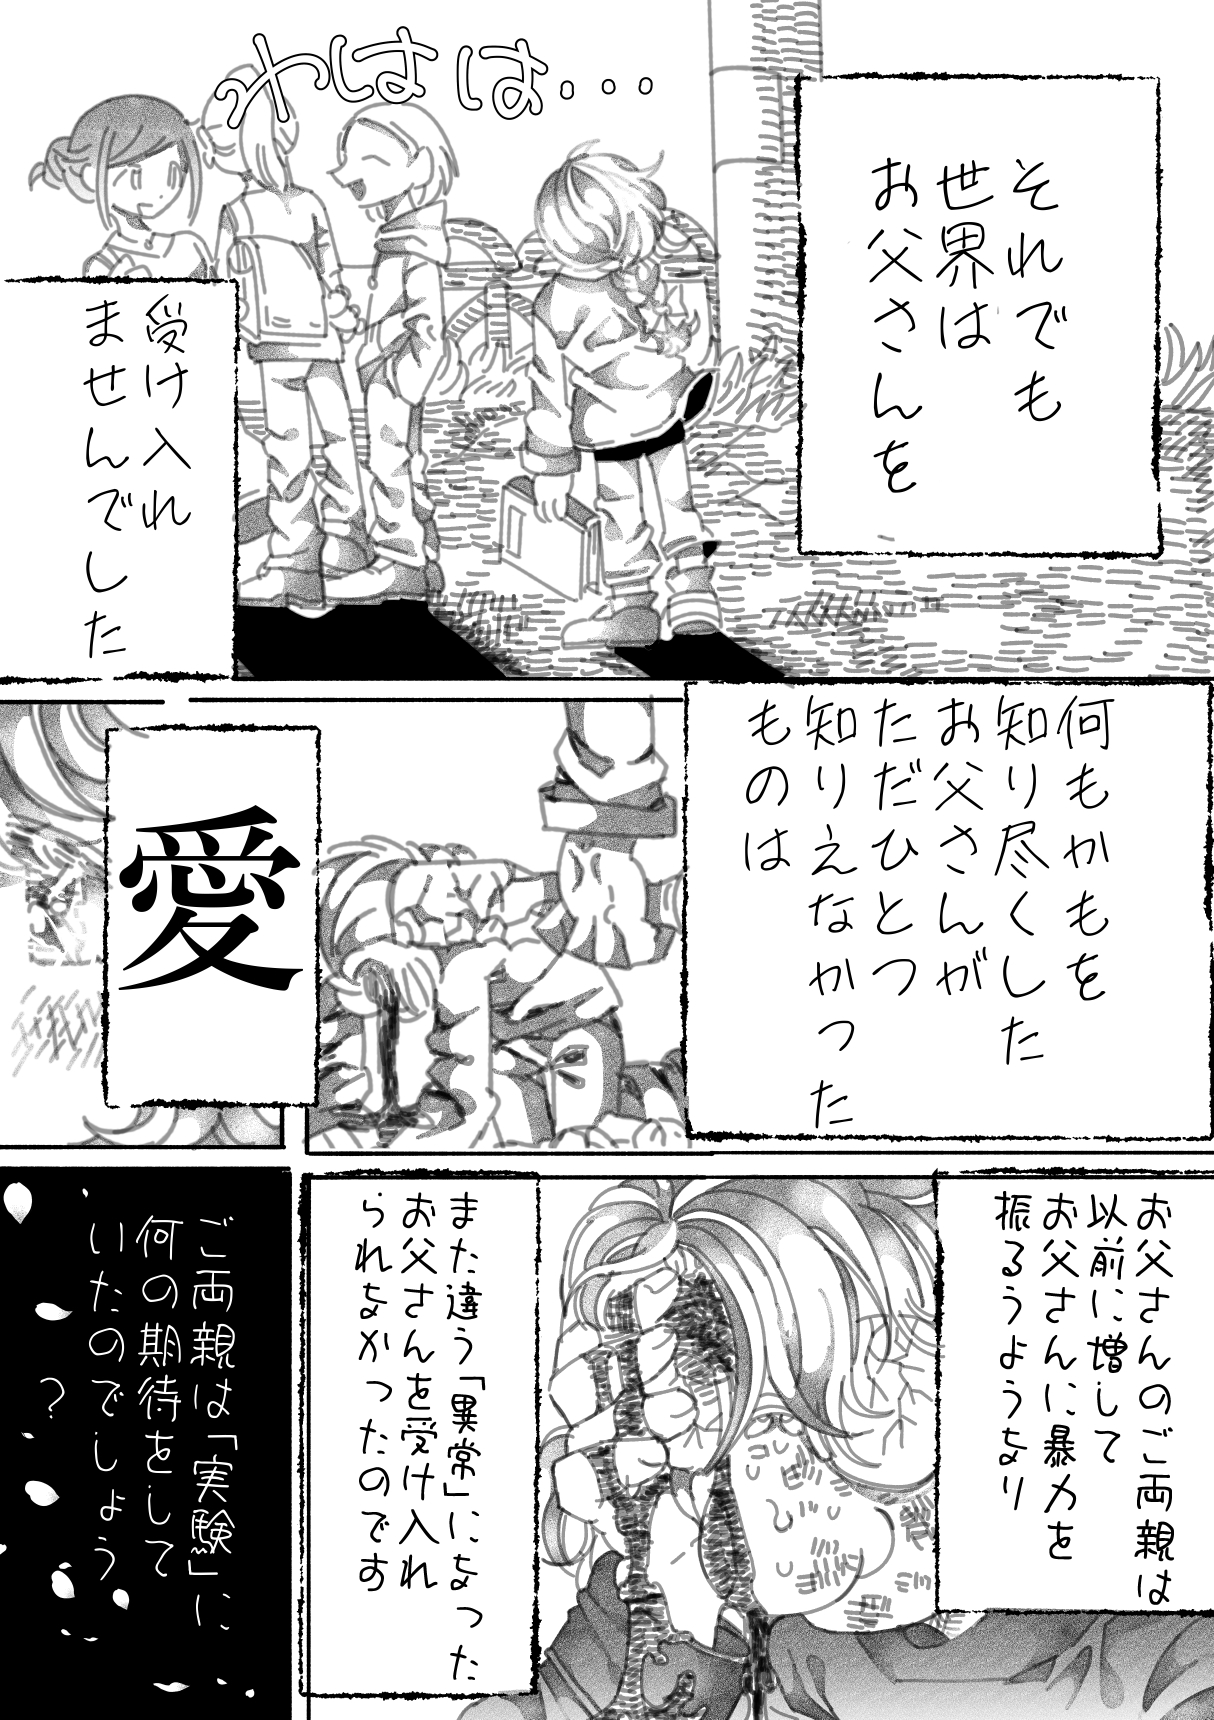 それでも
世界は
お父さんを
わはは...
受け入れ
ませんでした
何もかもを
知り尽くした
お父さんが
ただひとつ
知りえなかった
ものは
愛
お父さんのご両親は
以前に増して
お父さんに暴力を
振るうようなり
また違う「異常」になった
お父さんを受け入れ
られなかったのです
ご両親は「実験」に
何の期待をして
いたのでしょう
?